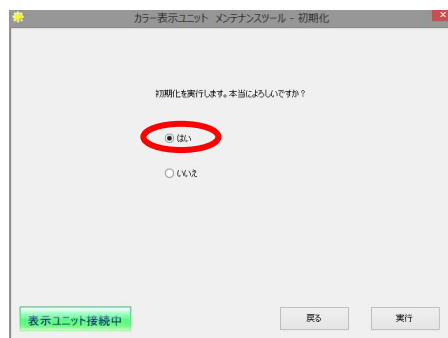 カラー表示ユニット メンテナンスツール - 初期化
初期化を実行します。本当によろしいですか？
はい
いいえ
表示ユニット接続中
戻る
実行